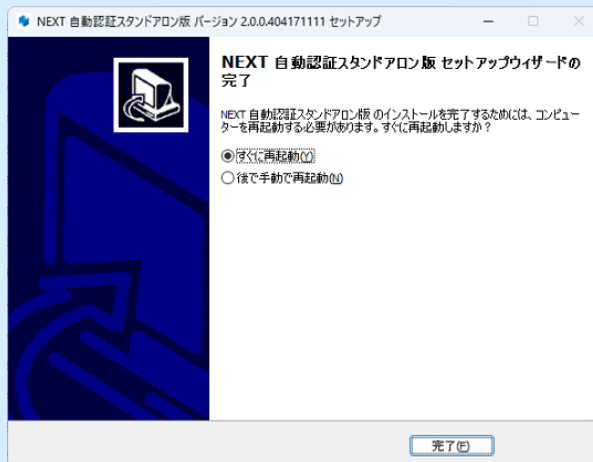 NEXT 自動認証スタンドアロン版 バージョン 2.0.0.404171111 セットアップ
NEXT 自動認証スタンドアロン版 セットアップウィザードの
完了
NEXT 自動認証スタンドアロン版 のインストールを完了するためには、コンピュー
ターを再起動する必要があります。すぐに再起動しますか？
すぐに再起動(Y)
後で手動で再起動(N)
完了(F)